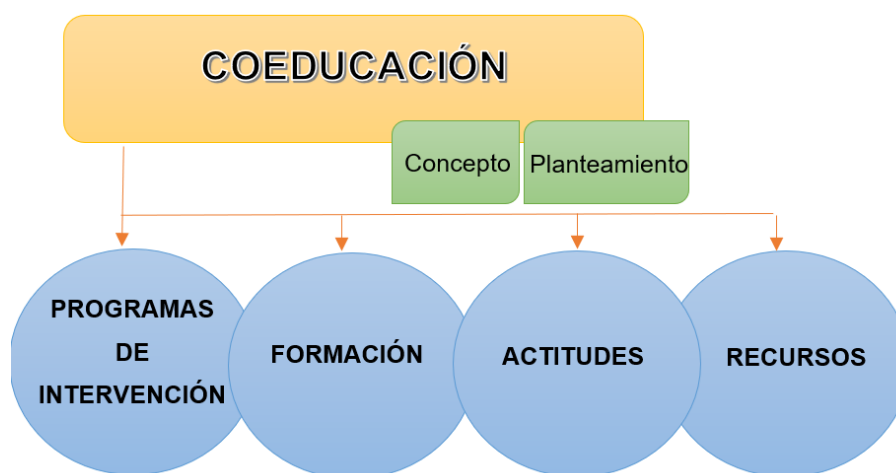 COEDUCACIÓN
Concepto
Planteamiento
PROGRAMAS
DE
INTERVENCIÓN
FORMACIÓN
ACTITUDES
RECURSOS